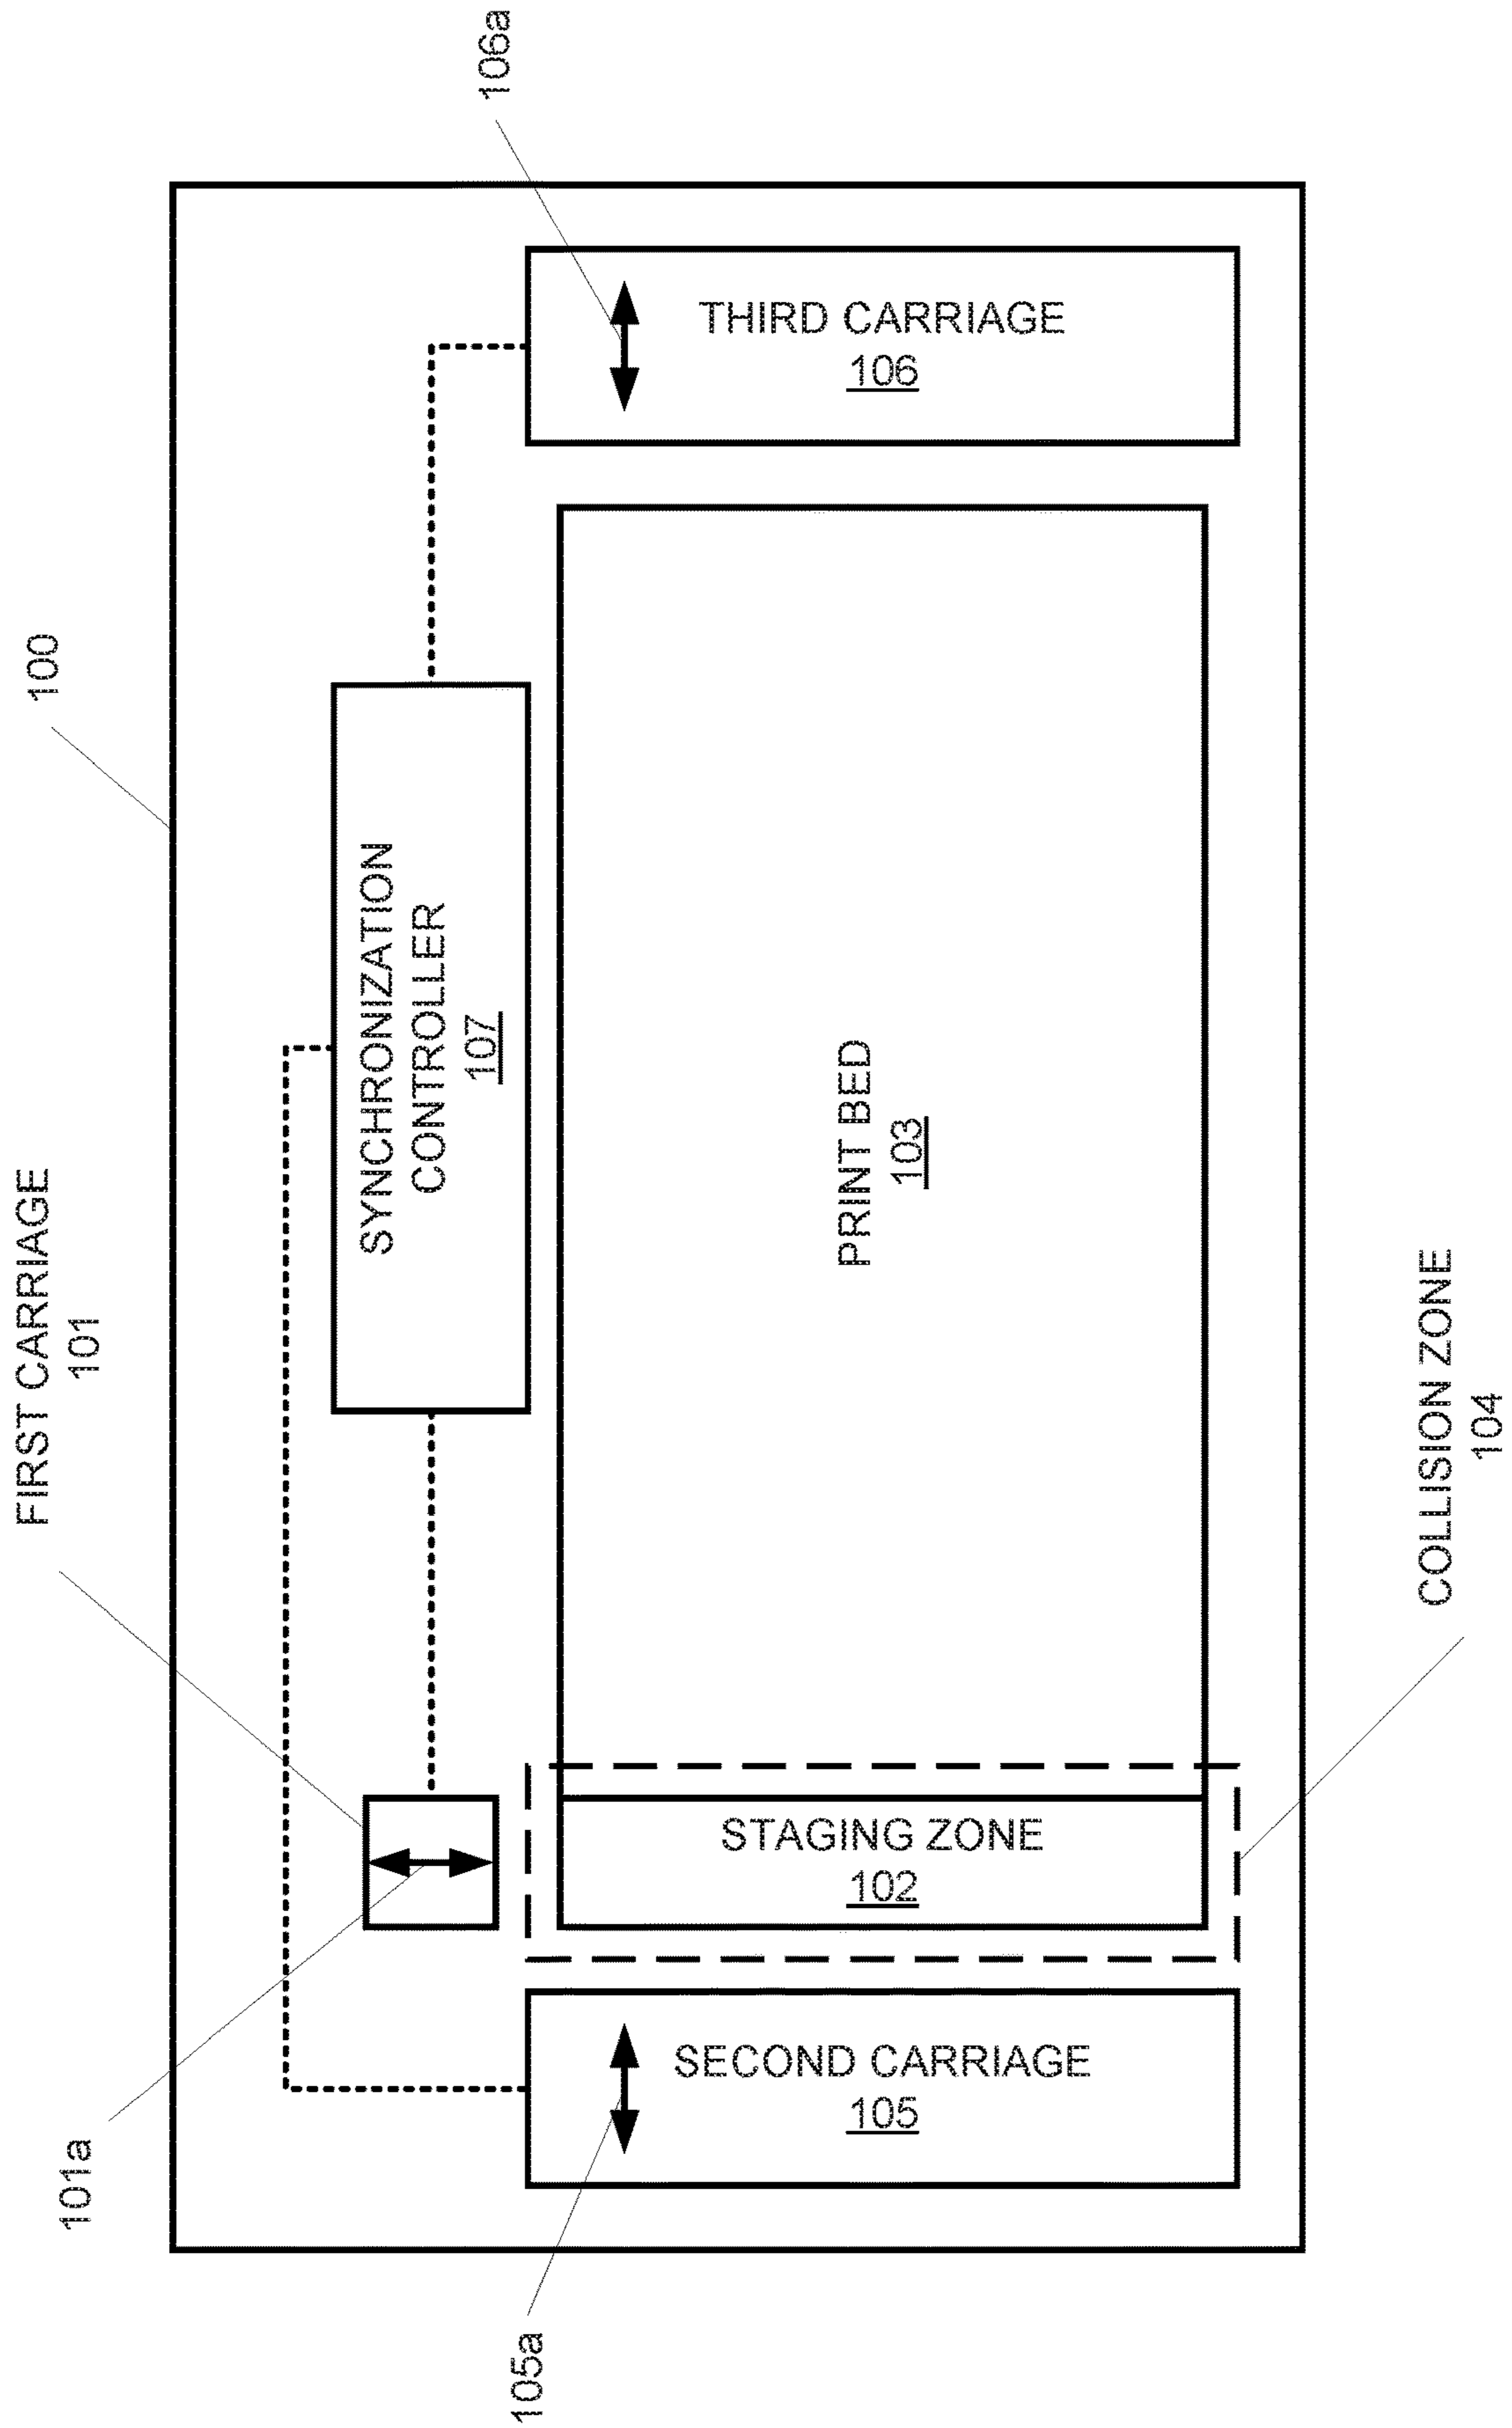 106a
100
FIRST CARRIAGE
101
101a
105a
THIRD CARRIAGE
106
SYNCHRONIZATION
CONTROLLER
107
PRINT BED
103
STAGING ZONE
102
SECOND CARRIAGE
105
COLLISION ZONE
104